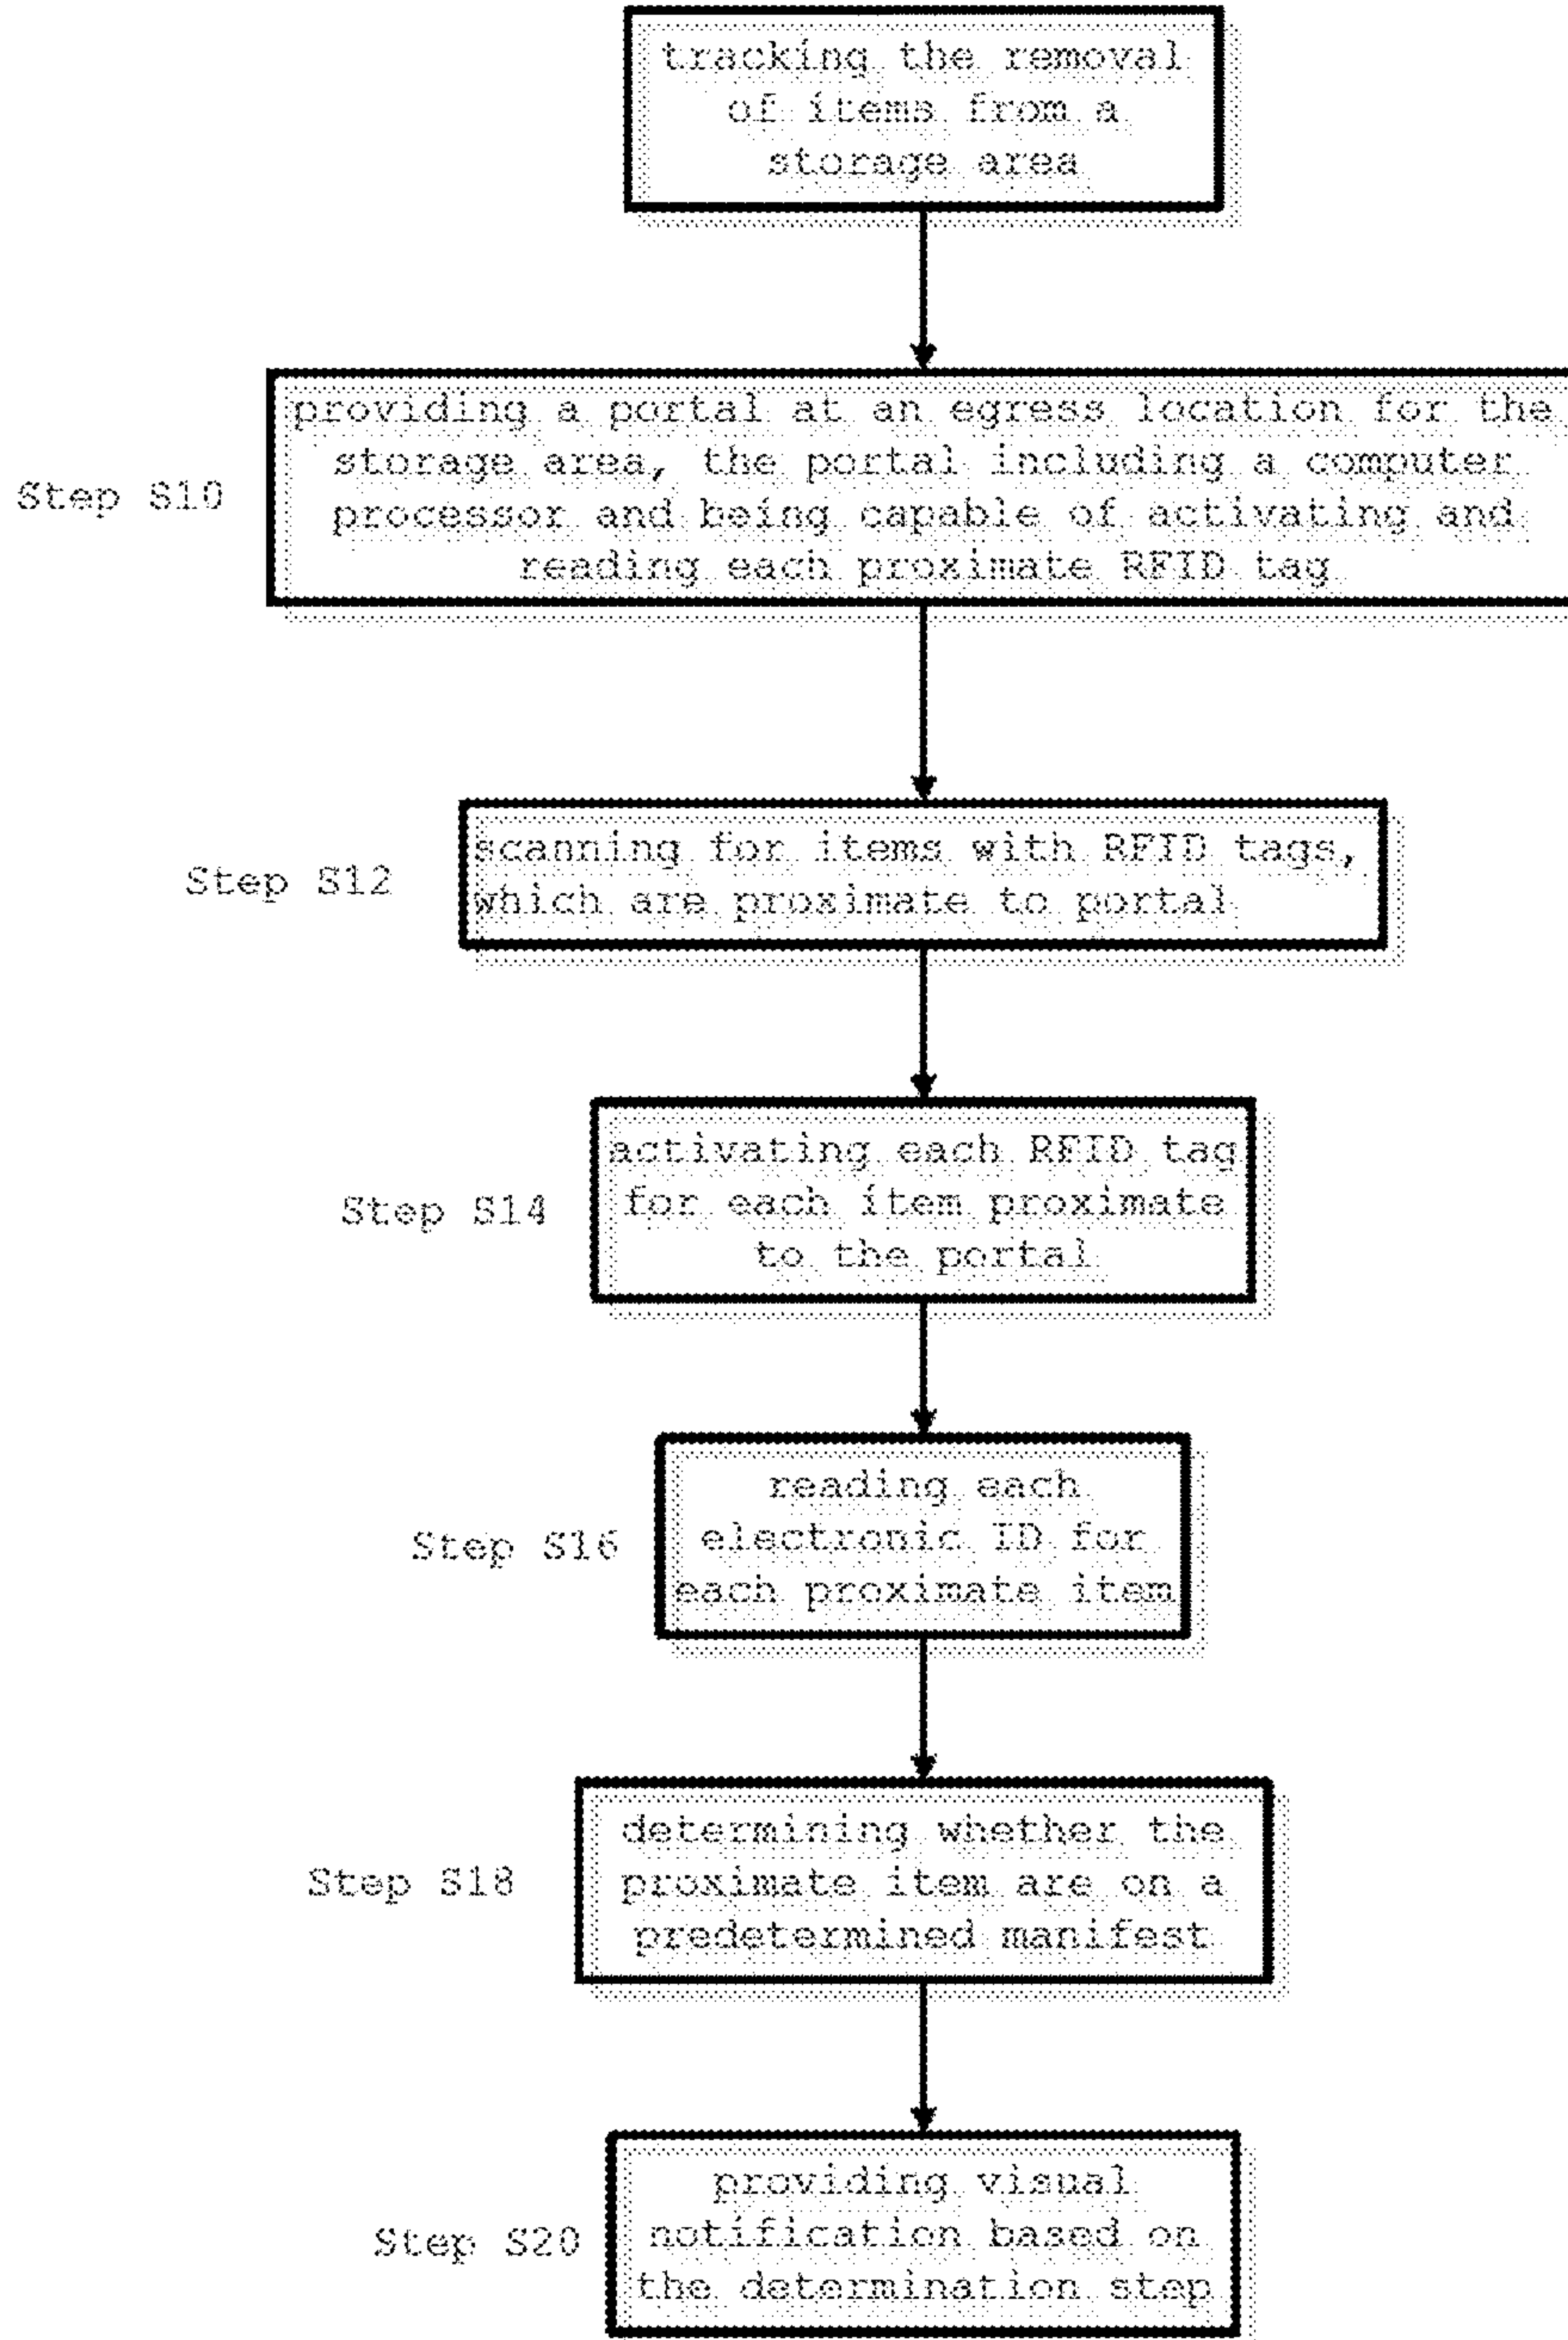 tracking the removal
of items from a
storage area
Step S10
providing a portal at an egress location for the
storage area, the portal including a computer
processor and being capable of activating and
reading each proximate RFID tag
Step S12
scanning for items with RFID tags,
which are proximate to portal
Step S14
activating each RFID tag
for each item proximate
to the portal
Step S16
reading each
electronic ID for
each proximate item
Step S18
determining whether the
proximate item are on a
predetermined manifest
Step S20
providing visual
notification based on
the determination step